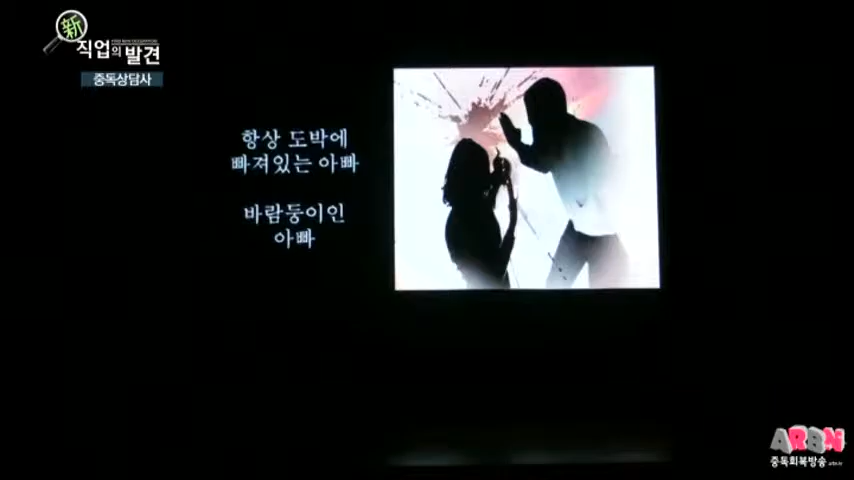 新
직업의 발견
중독상담사
항상 도박에
빠져있는 아빠
바람둥이인
아빠
ARBN
중독회복방송